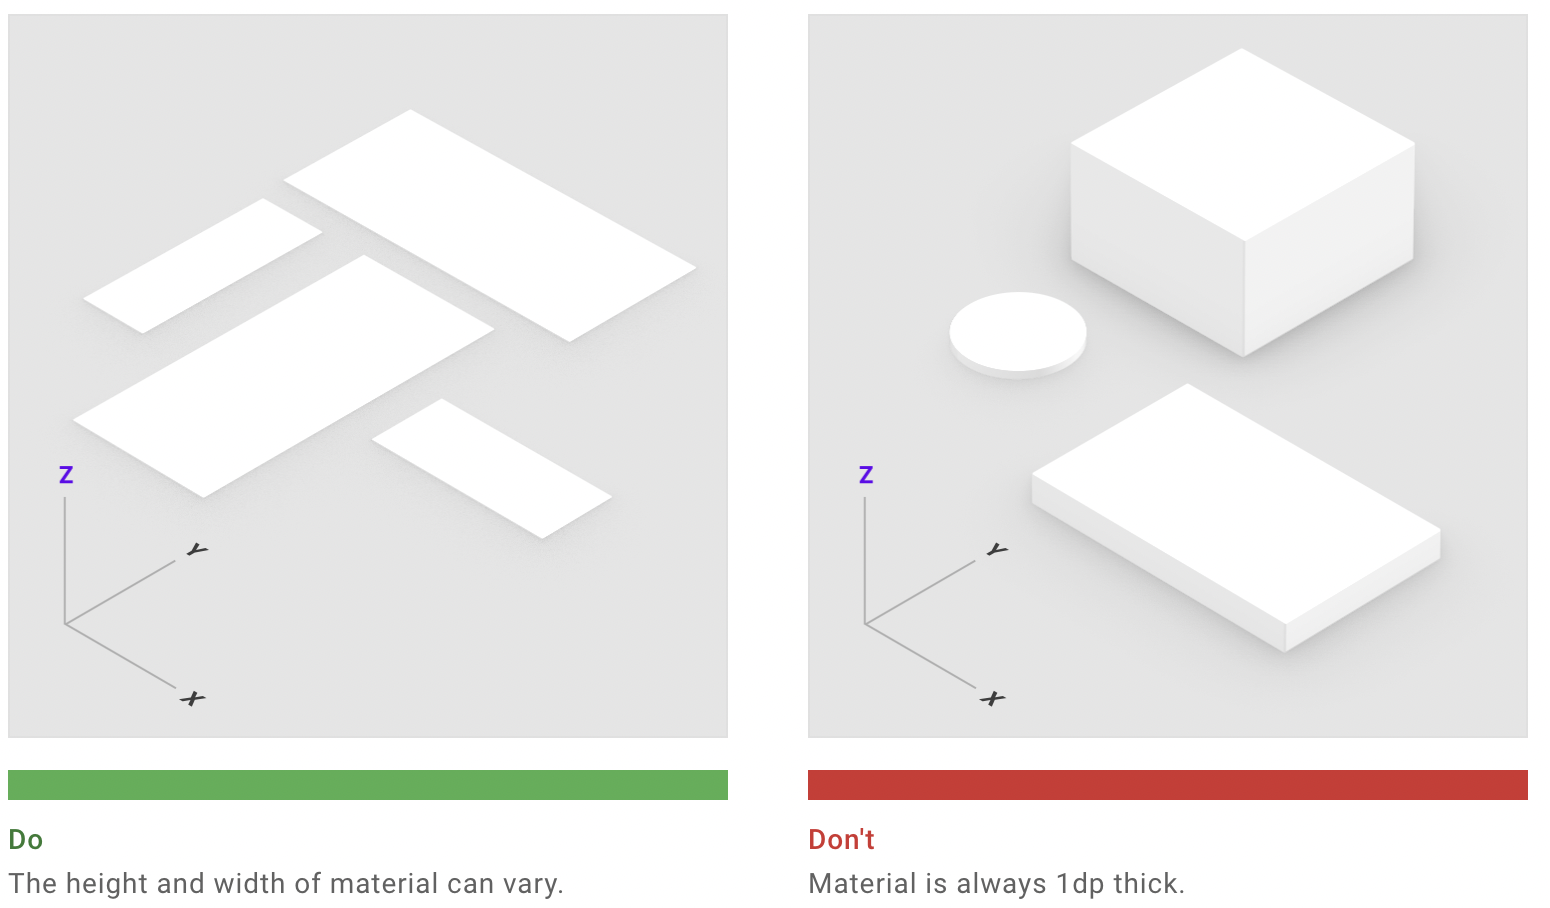 Z
Y
X
Do
The height and width of material can vary.
Z
Y
X
Don't
Material is always 1dp thick.